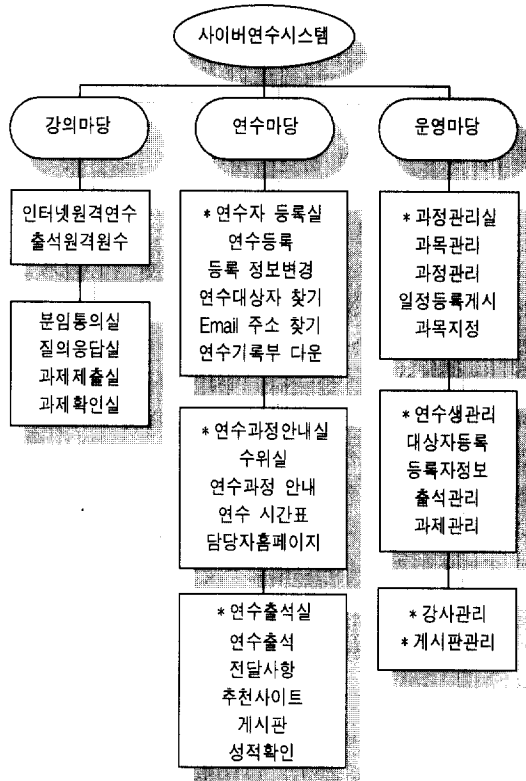 사이버연수시스템
강의마당
인터넷원격연수
출석원격원수
분임통의실
질의응답실
과제제출실
과제확인실
연수마당
* 연수자 등록실
연수등록
등록 정보변경
연수대상자 찾기
Email 주소 찾기
연수기록부 다운
* 연수과정안내실
수위실
연수과정 안내
연수 시간표
담당자홈페이지
* 연수출석실
연수출석
전달사항
추천사이트
게시판
성적확인
운영마당
* 과정관리실
과목관리
과정관리
일정등록게시
과목지정
* 연수생관리
대상자등록
등록자정보
출석관리
과제관리
* 강사관리
* 게시판관리